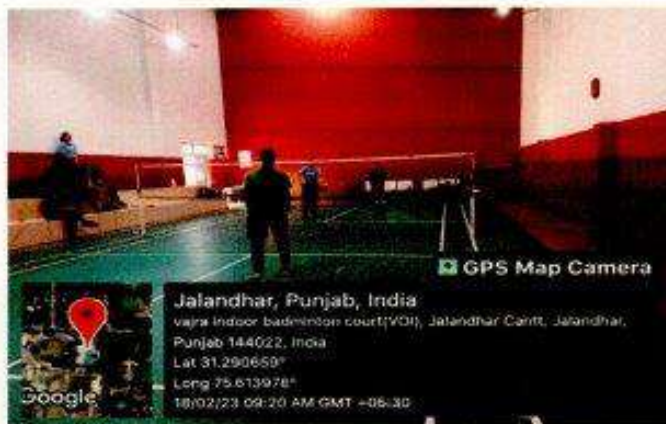 GPS Map Camera
Jalandhar, Punjab, India
vajra indoor badminton court(VOI), Jalandhar Cantt, Jalandhar,
Punjab 144022, India
Lat 31.290659°
Long 75.613978°
18/02/23 09:20 AM GMT +05:30
Google